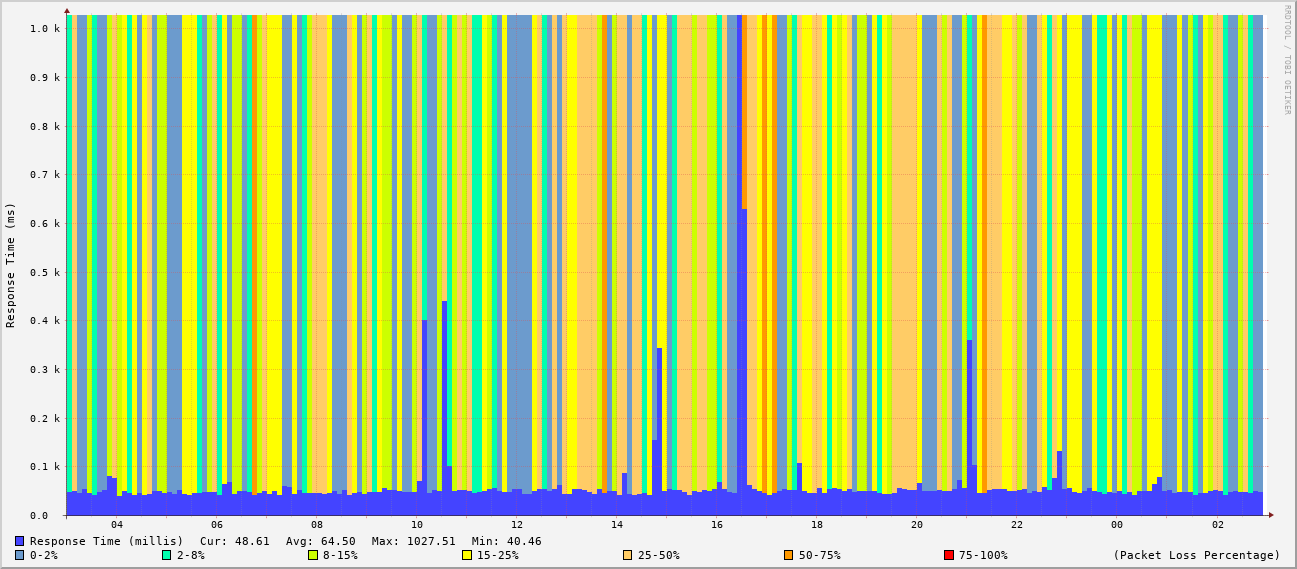 RRDTOOL / TOBI OETIKER
Response Time (ms)
1.0 k
0.9 k
0.8 k
0.7 k
0.6 k
0.5 k
0.4 k
0.3 k
0.2 k
0.1 k
0.0
04 06 08 10 12 14 16 18 20 22 00 02
Response Time (millis) Cur: 48.61 Avg: 64.50 Max: 1027.51 Min: 40.46
0-2% 2-8% 8-15% 15-25% 25-50% 50-75% 75-100% (Packet Loss Percentage)